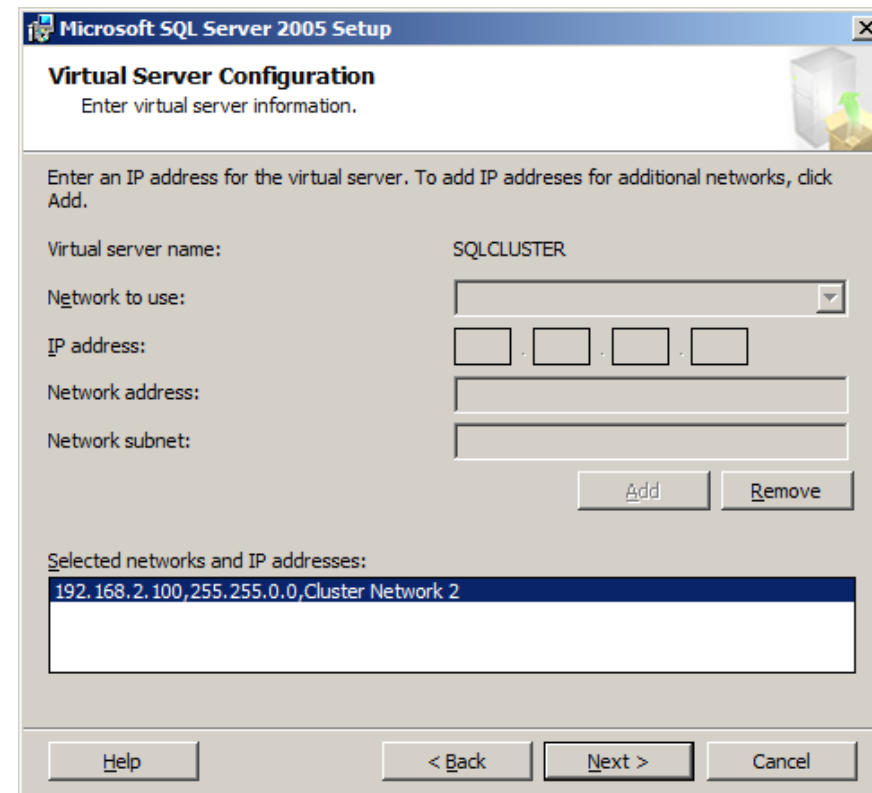 Microsoft SQL Server 2005 Setup
Virtual Server Configuration
Enter virtual server information.
Enter an IP address for the virtual server. To add IP addreses for additional networks, click
Add.
Virtual server name: SQLCLUSTER
Network to use:
IP address:
. . .
Network address:
Network subnet:
Add Remove
Selected networks and IP addresses:
192.168.2.100,255.255.0.0,Cluster Network 2
Help < Back Next > Cancel